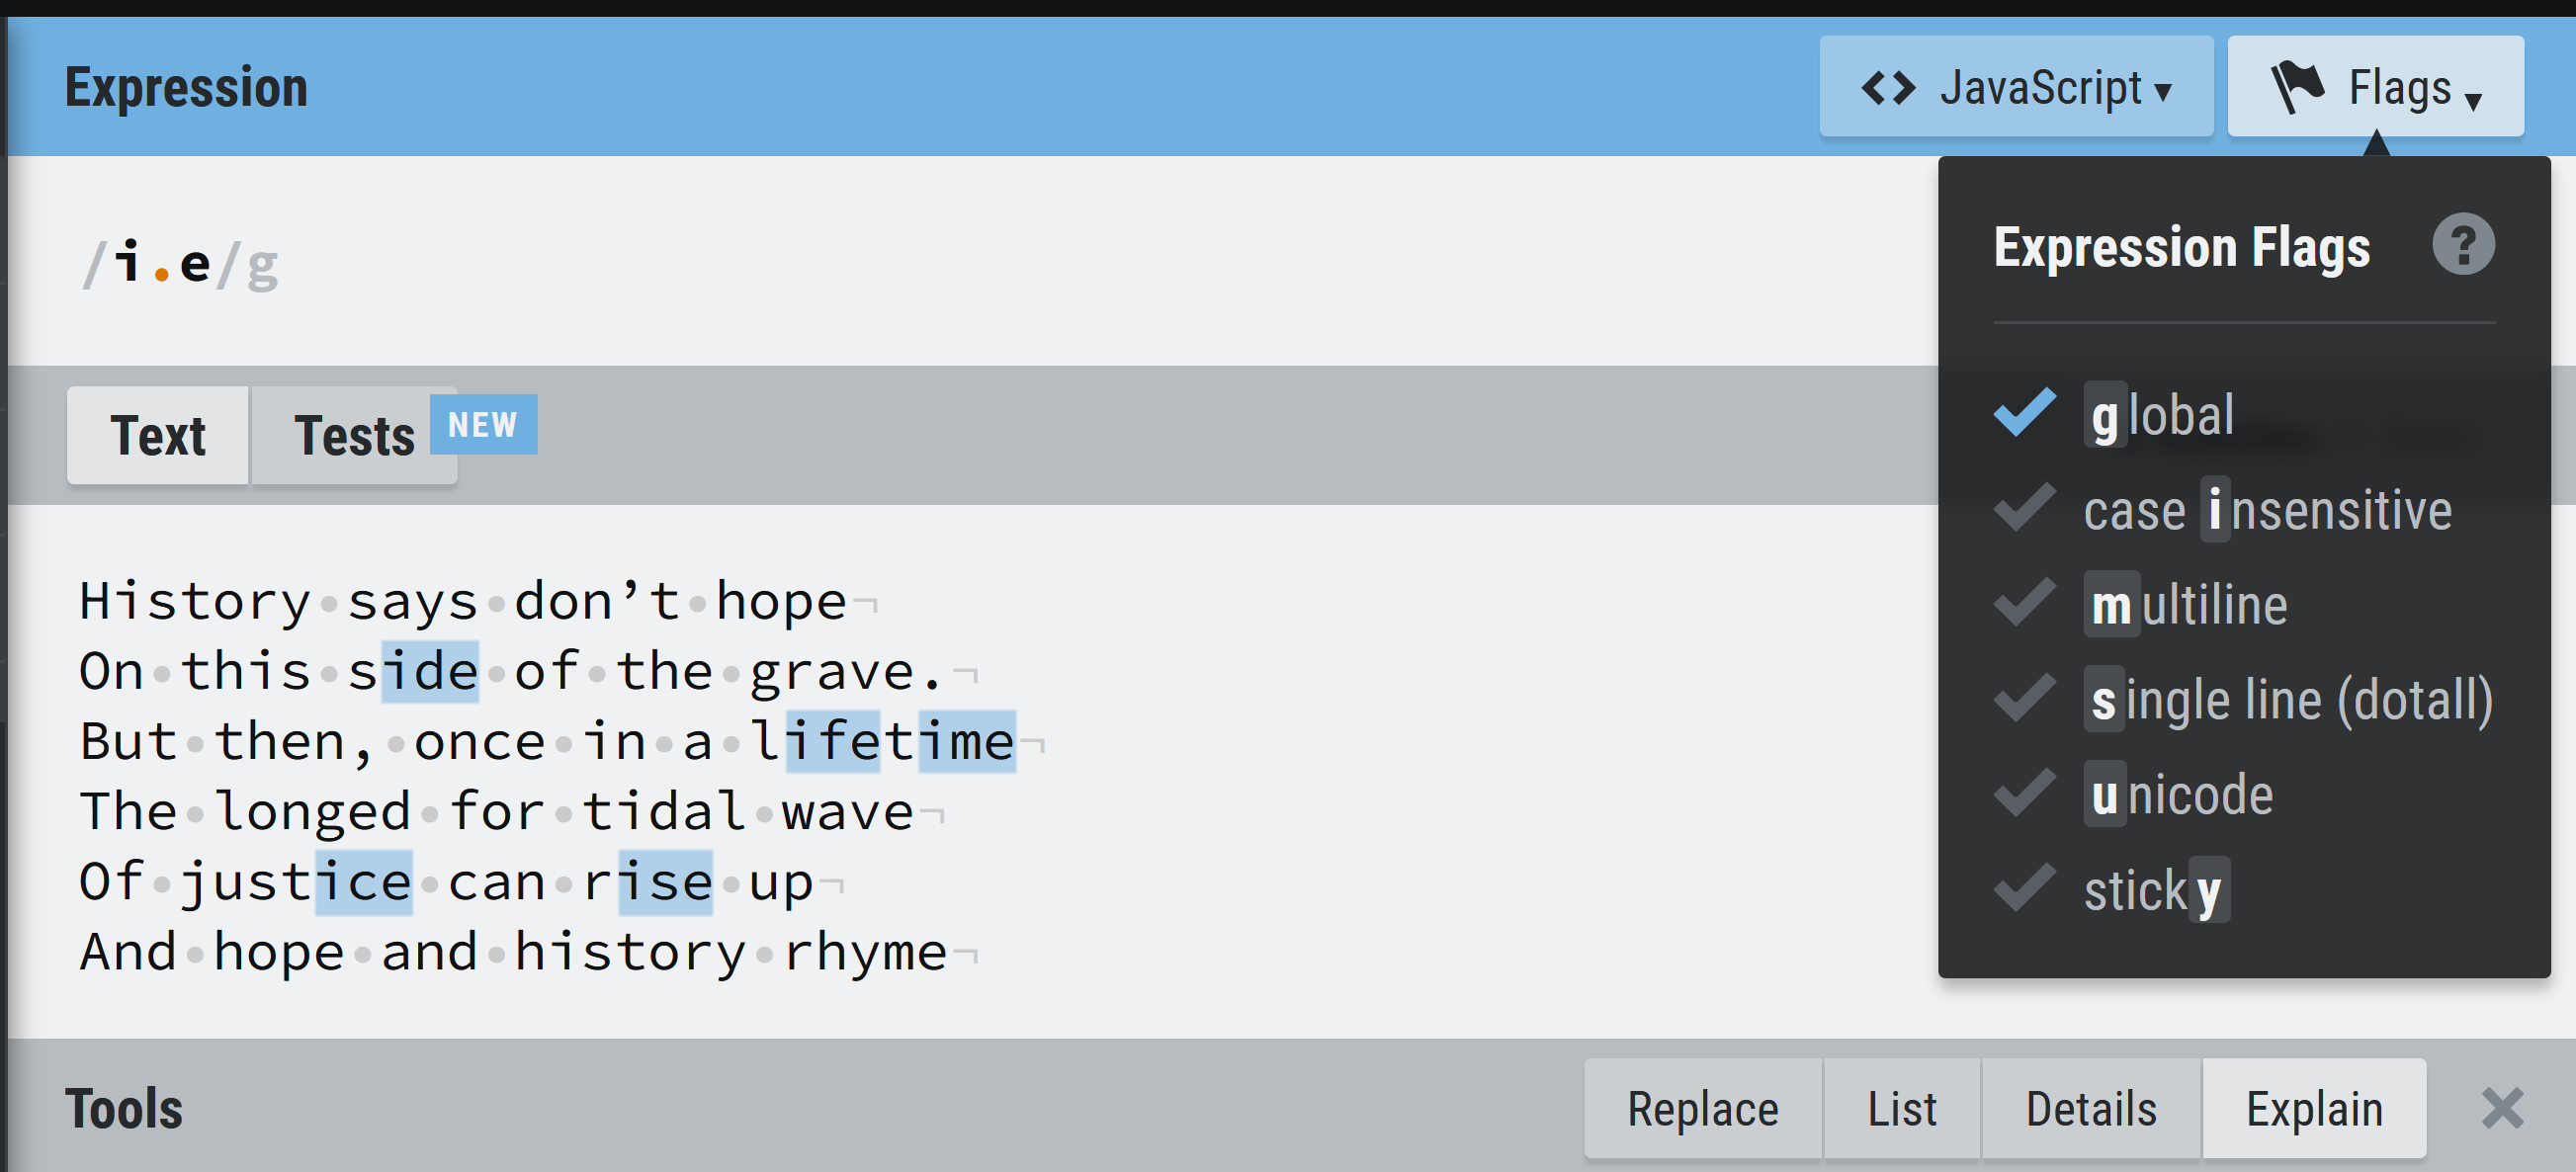 Expression
<> JavaScript ▾
Flags ▾
/i.e/g
Expression Flags ?
global
case insensitive
multiline
single line (dotall)
unicode
sticky
Text
Tests
NEW
History•says•don’t•hope¬
On•this•side•of•the•grave.¬
But•then,•once•in•a•lifetime¬
The•longed•for•tidal•wave¬
Of•justice•can•rise•up¬
And•hope•and•history•rhyme¬
Tools
Replace
List
Details
Explain